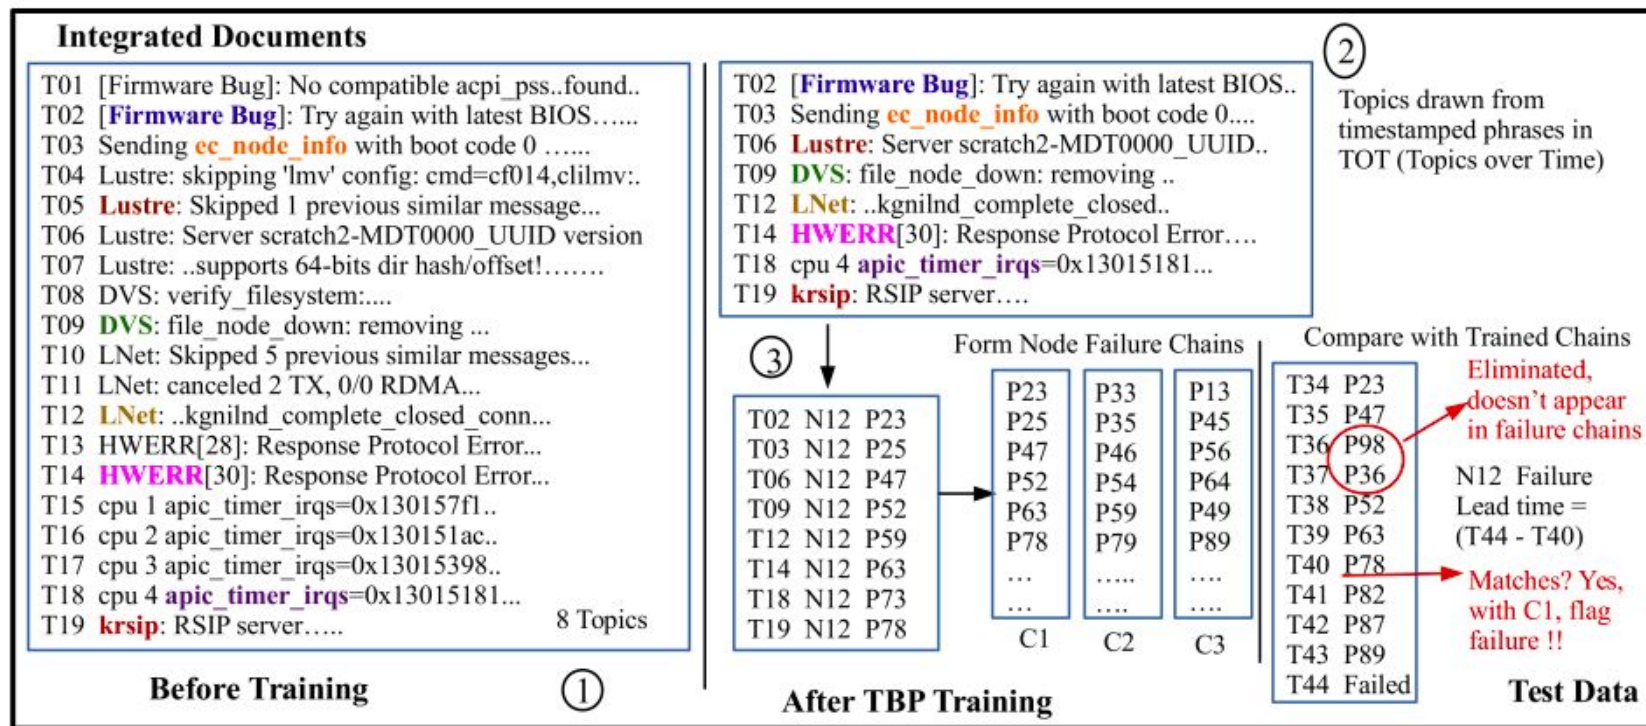 Integrated Documents
T01 [Firmware Bug]: No compatible acpi_pss..found..
T02 [Firmware Bug]: Try again with latest BIOS…...
T03 Sending ec_node_info with boot code 0 …...
T04 Lustre: skipping 'lmv' config: cmd=cf014,clilmv:.
T05 Lustre: Skipped 1 previous similar message...
T06 Lustre: Server scratch2-MDT0000_UUID version
T07 Lustre: ..supports 64-bits dir hash/offset!…….
T08 DVS: verify_filesystem:....
T09 DVS: file_node_down: removing ...
T10 LNet: Skipped 5 previous similar messages...
T11 LNet: canceled 2 TX, 0/0 RDMA...
T12 LNet: ..kgnilnd_complete_closed_conn...
T13 HWERR[28]: Response Protocol Error...
T14 HWERR[30]: Response Protocol Error...
T15 cpu 1 apic_timer_irqs=0x130157f1..
T16 cpu 2 apic_timer_irqs=0x130151ac..
T17 cpu 3 apic_timer_irqs=0x13015398..
T18 cpu 4 apic_timer_irqs=0x13015181...
T19 krsip: RSIP server…..
8 Topics
Before Training
1
T02 [Firmware Bug]: Try again with latest BIOS..
T03 Sending ec_node_info with boot code 0....
T06 Lustre: Server scratch2-MDT0000_UUID..
T09 DVS: file_node_down: removing ..
T12 LNet: ..kgnilnd_complete_closed..
T14 HWERR[30]: Response Protocol Error….
T18 cpu 4 apic_timer_irqs=0x13015181...
T19 krsip: RSIP server….
2
Topics drawn from
timestamped phrases in
TOT (Topics over Time)
3
T02 N12 P23
T03 N12 P25
T06 N12 P47
T09 N12 P52
T12 N12 P59
T14 N12 P63
T18 N12 P73
T19 N12 P78
Form Node Failure Chains
P23
P25
P47
P52
P63
P78
…
…
C1
P33
P35
P46
P54
P59
P79
…..
….
C2
P13
P45
P56
P64
P49
P89
….
….
C3
After TBP Training
Compare with Trained Chains
T34 P23
T35 P47
T36 P98
T37 P36
T38 P52
T39 P63
T40 P78
T41 P82
T42 P87
T43 P89
T44 Failed
Eliminated,
doesn't appear
in failure chains
N12 Failure
Lead time =
(T44 - T40)
Matches? Yes,
with C1, flag
failure !!
Test Data